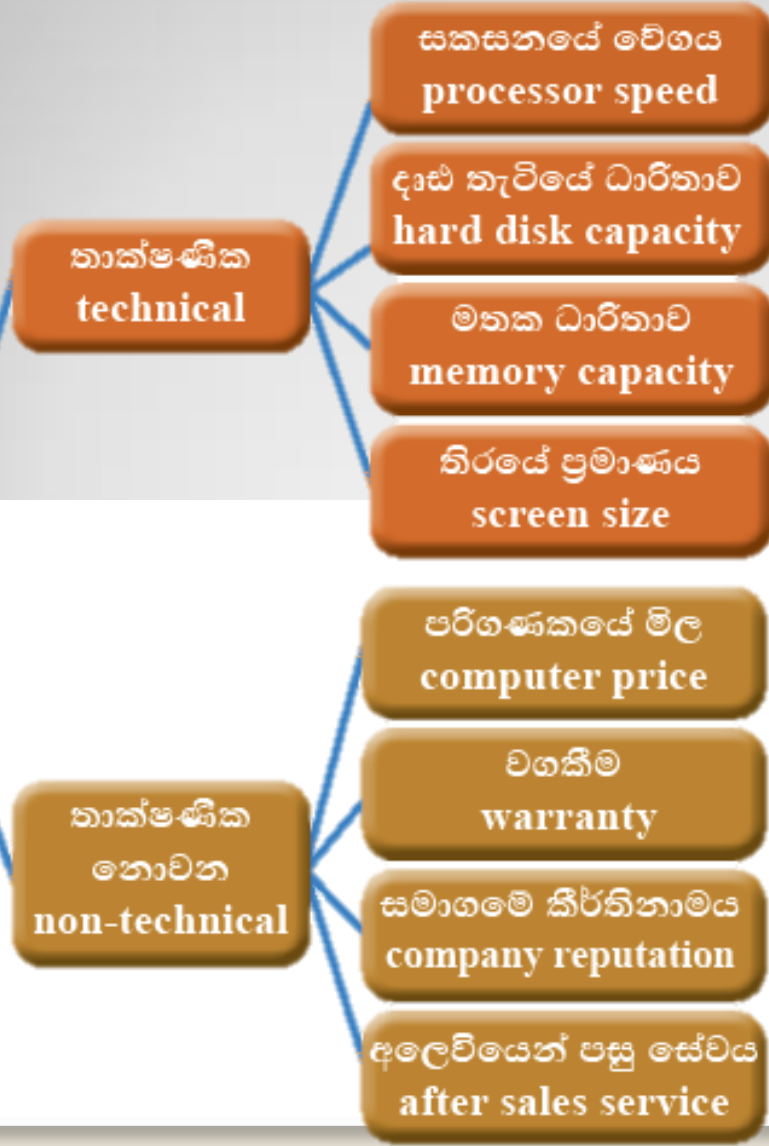 සකසනයේ වේගය
processor speed
දෘඪ තැටියේ ධාරිතාව
hard disk capacity
තාක්ෂණික
technical
මතක ධාරිතාව
memory capacity
තිරයේ ප්‍රමාණය
screen size
පරිගණකයේ මිල
computer price
වගකීම
warranty
තාක්ෂණික
නොවන
non-technical
සමාගමේ කීර්තිනාමය
company reputation
අලෙවියෙන් පසු සේවය
after sales service